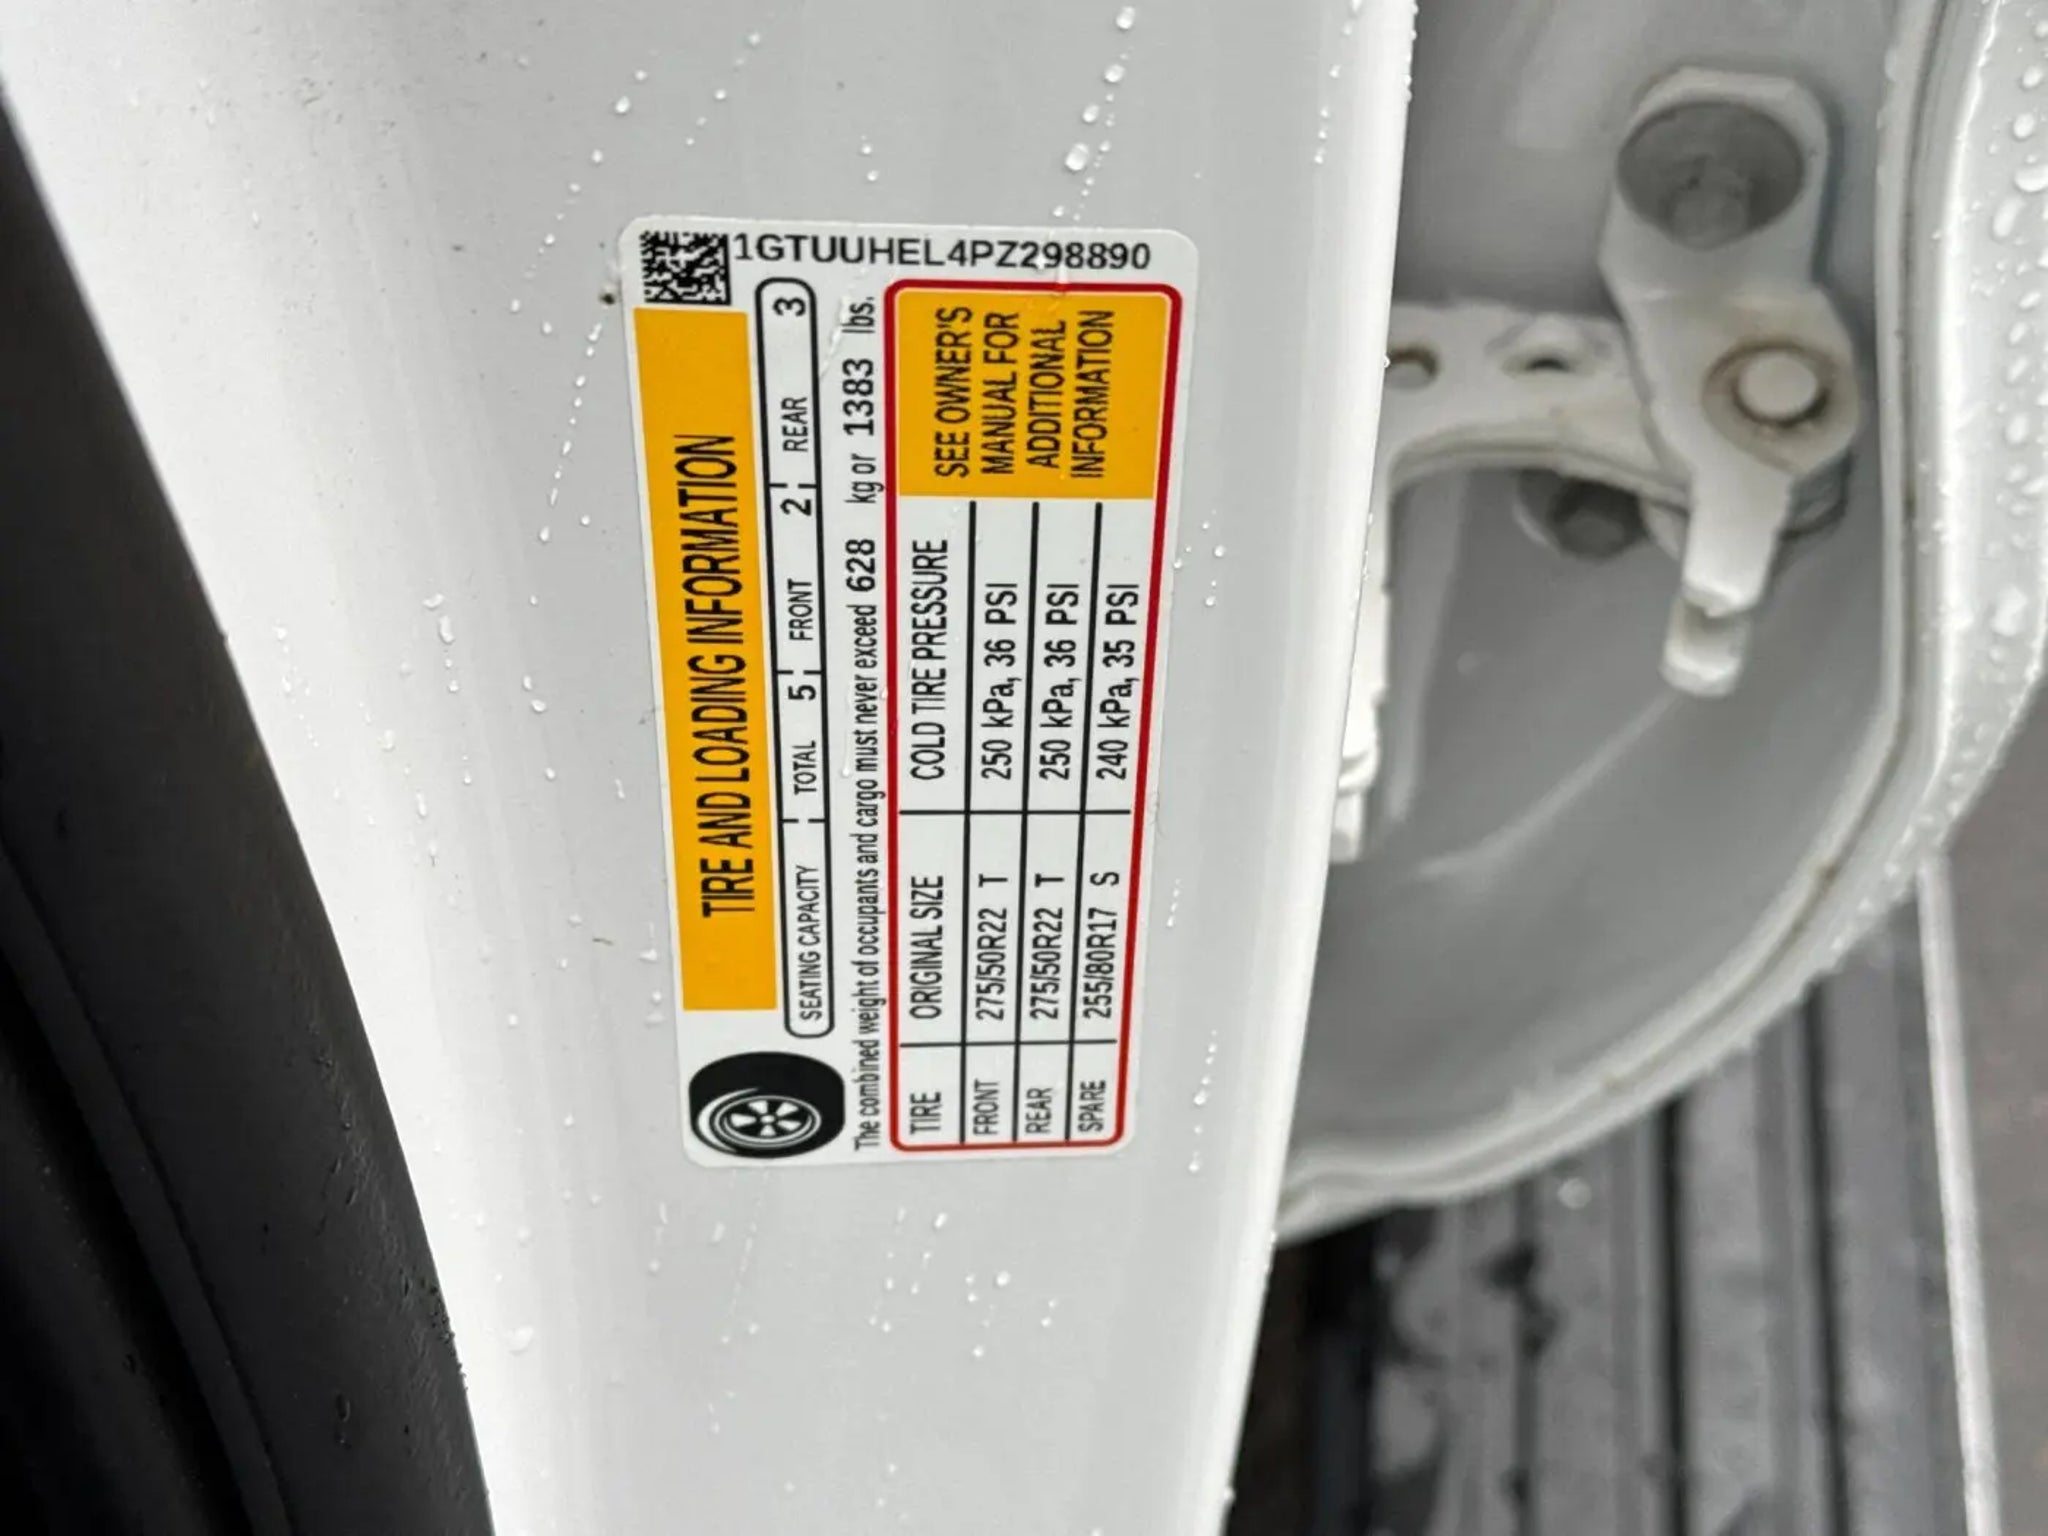 1GTUUHEL4PZ298890
TIRE AND LOADING INFORMATION
SEATING CAPACITY TOTAL 5 FRONT 2 REAR 3
The combined weight of occupants and cargo must never exceed 628 kg or 1383 lbs.
TIRE ORIGINAL SIZE COLD TIRE PRESSURE
FRONT 275/50R22 T 250 kPa, 36 PSI
REAR 275/50R22 T 250 kPa, 36 PSI
SPARE 255/80R17 S 240 kPa, 35 PSI
SEE OWNER'S
MANUAL FOR
ADDITIONAL
INFORMATION